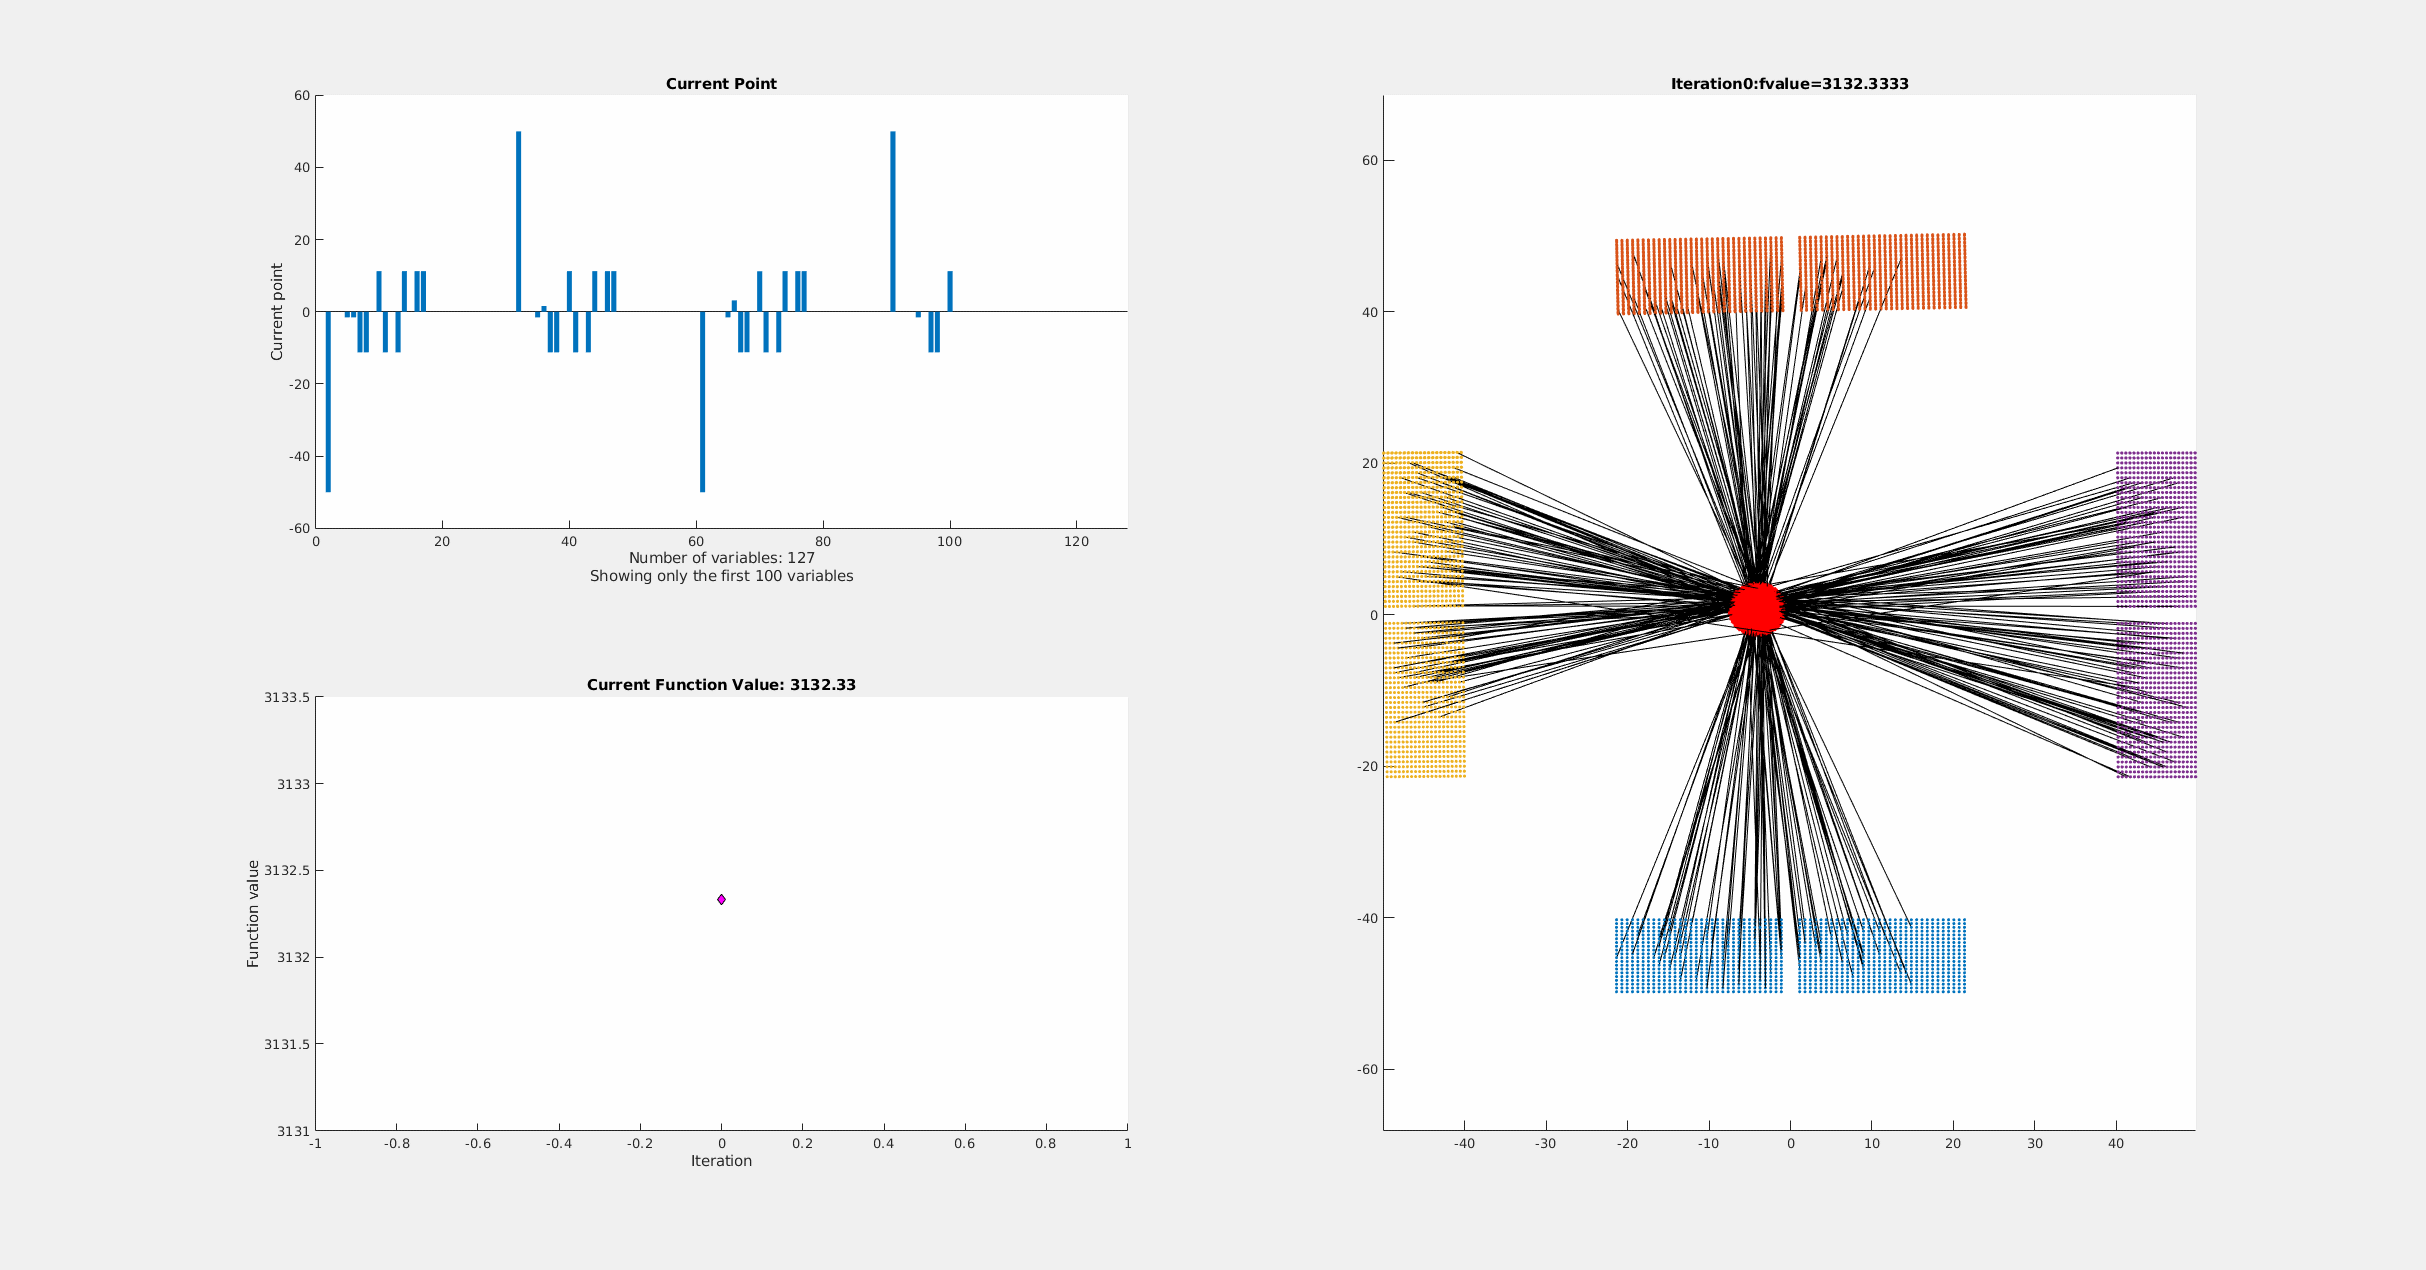 Current Point
60
40
20
0
-20
-40
-60
Current point
0 20 40 60 80 100 120
Number of variables: 127
Showing only the first 100 variables
Current Function Value: 3132.33
3133.5
3133
3132.5
3132
3131.5
3131
Function value
-1 -0.8 -0.6 -0.4 -0.2 0 0.2 0.4 0.6 0.8 1
Iteration
Iteration0:fvalue=3132.3333
60
40
20
0
-20
-40
-60
-40 -30 -20 -10 0 10 20 30 40